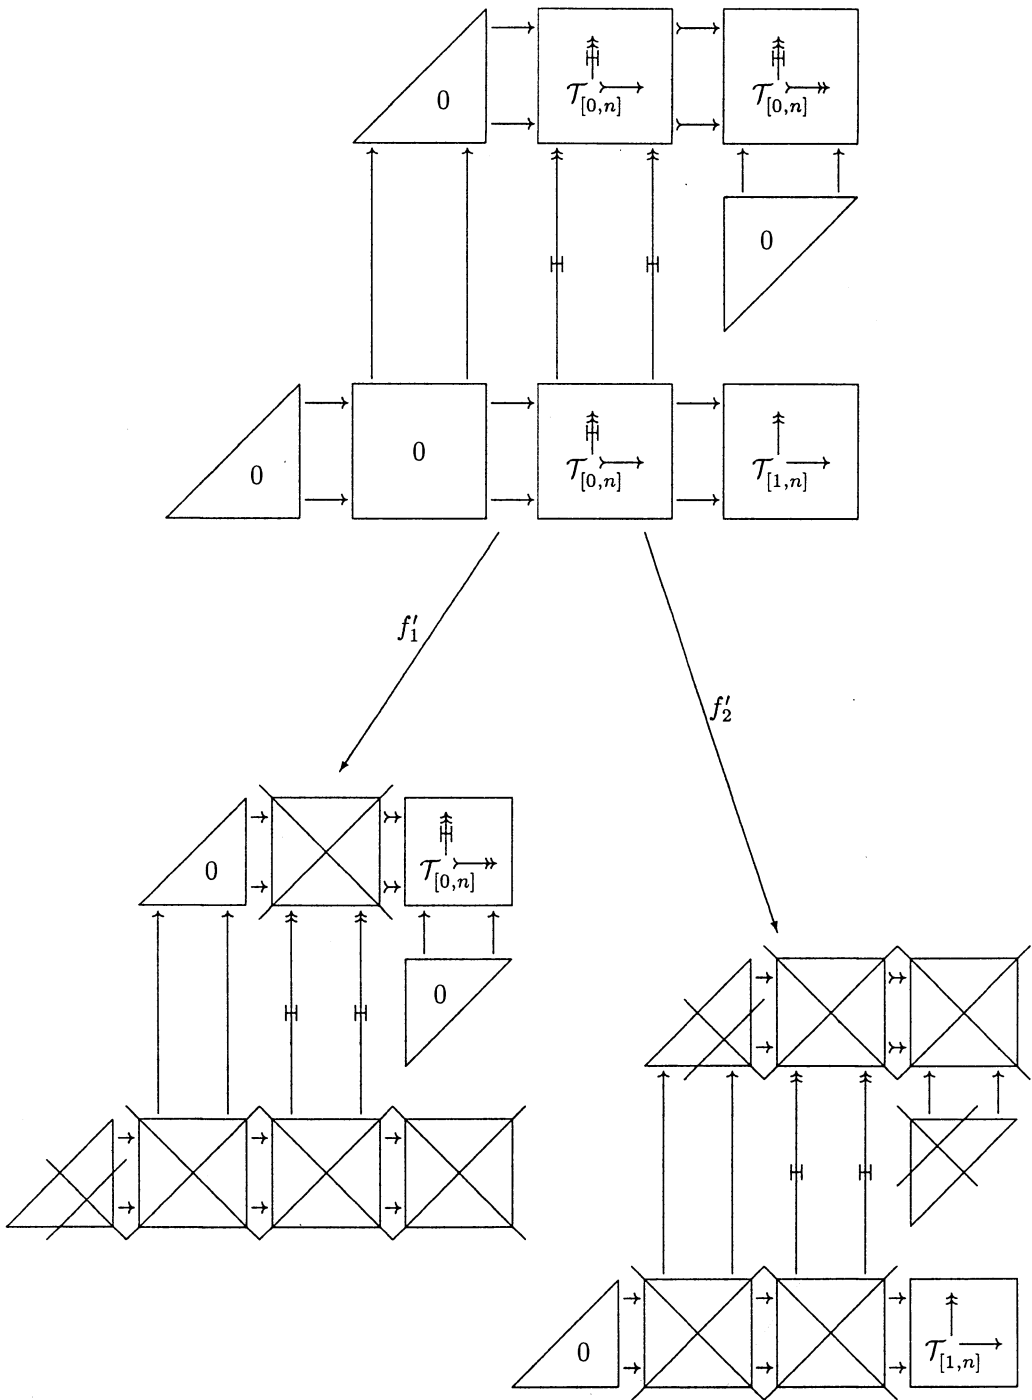 0 𝒯[0,n] 𝒯[0,n]
0
0 0 𝒯[0,n] 𝒯[1,n]
f′₁
f′₂
0 𝒯[0,n]
0
0 𝒯[1,n]